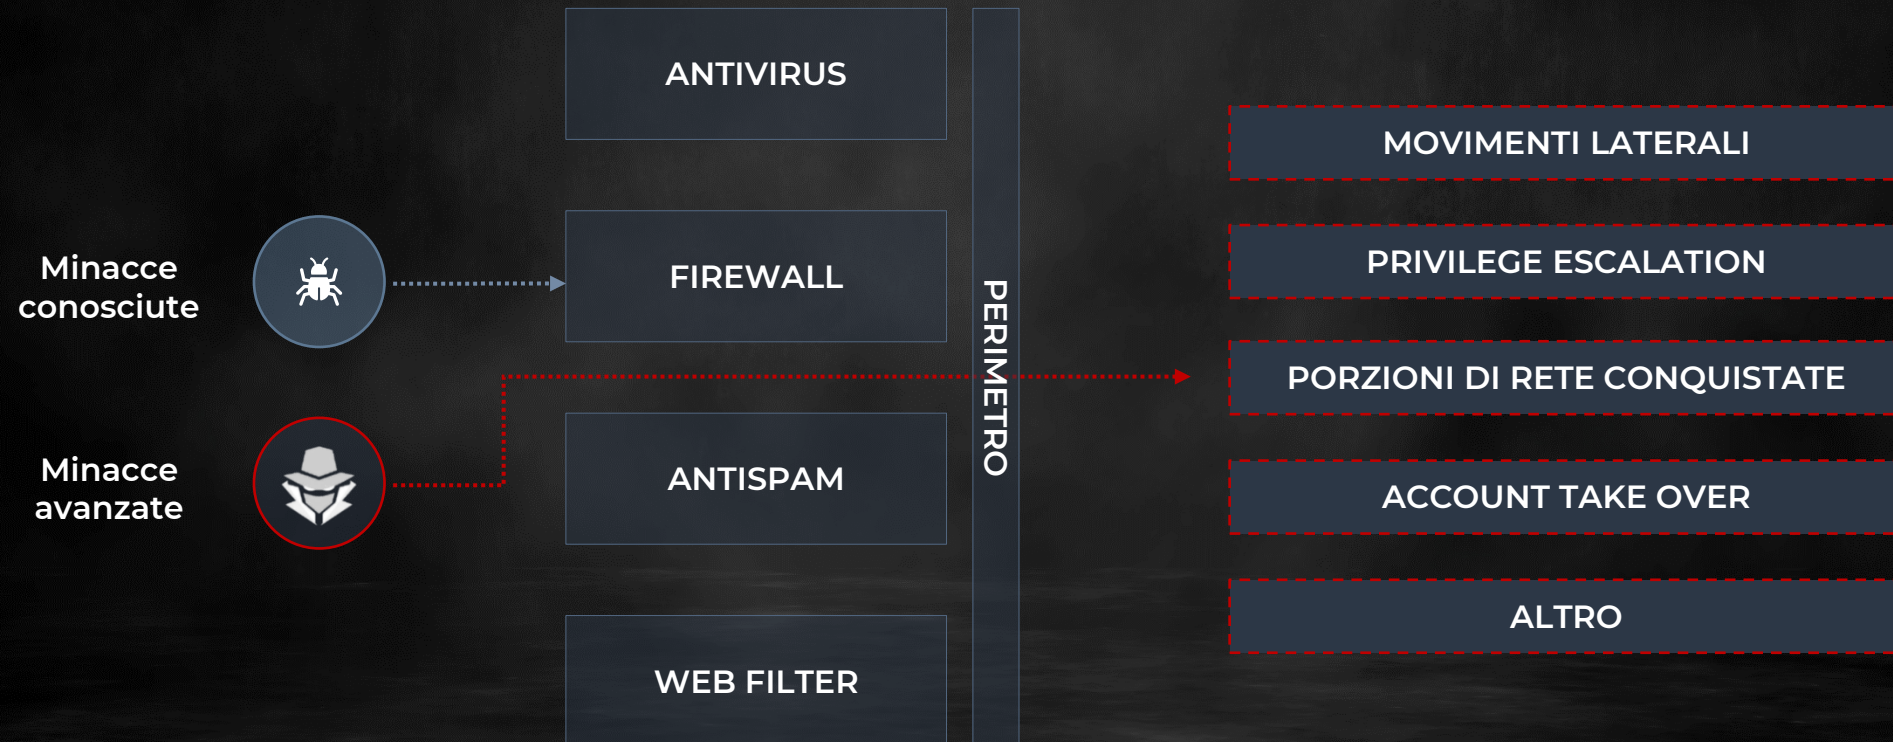 Minacce
conosciute
Minacce
avanzate
ANTIVIRUS
FIREWALL
ANTISPAM
WEB FILTER
PERIMETRO
MOVIMENTI LATERALI
PRIVILEGE ESCALATION
PORZIONI DI RETE CONQUISTATE
ACCOUNT TAKE OVER
ALTRO